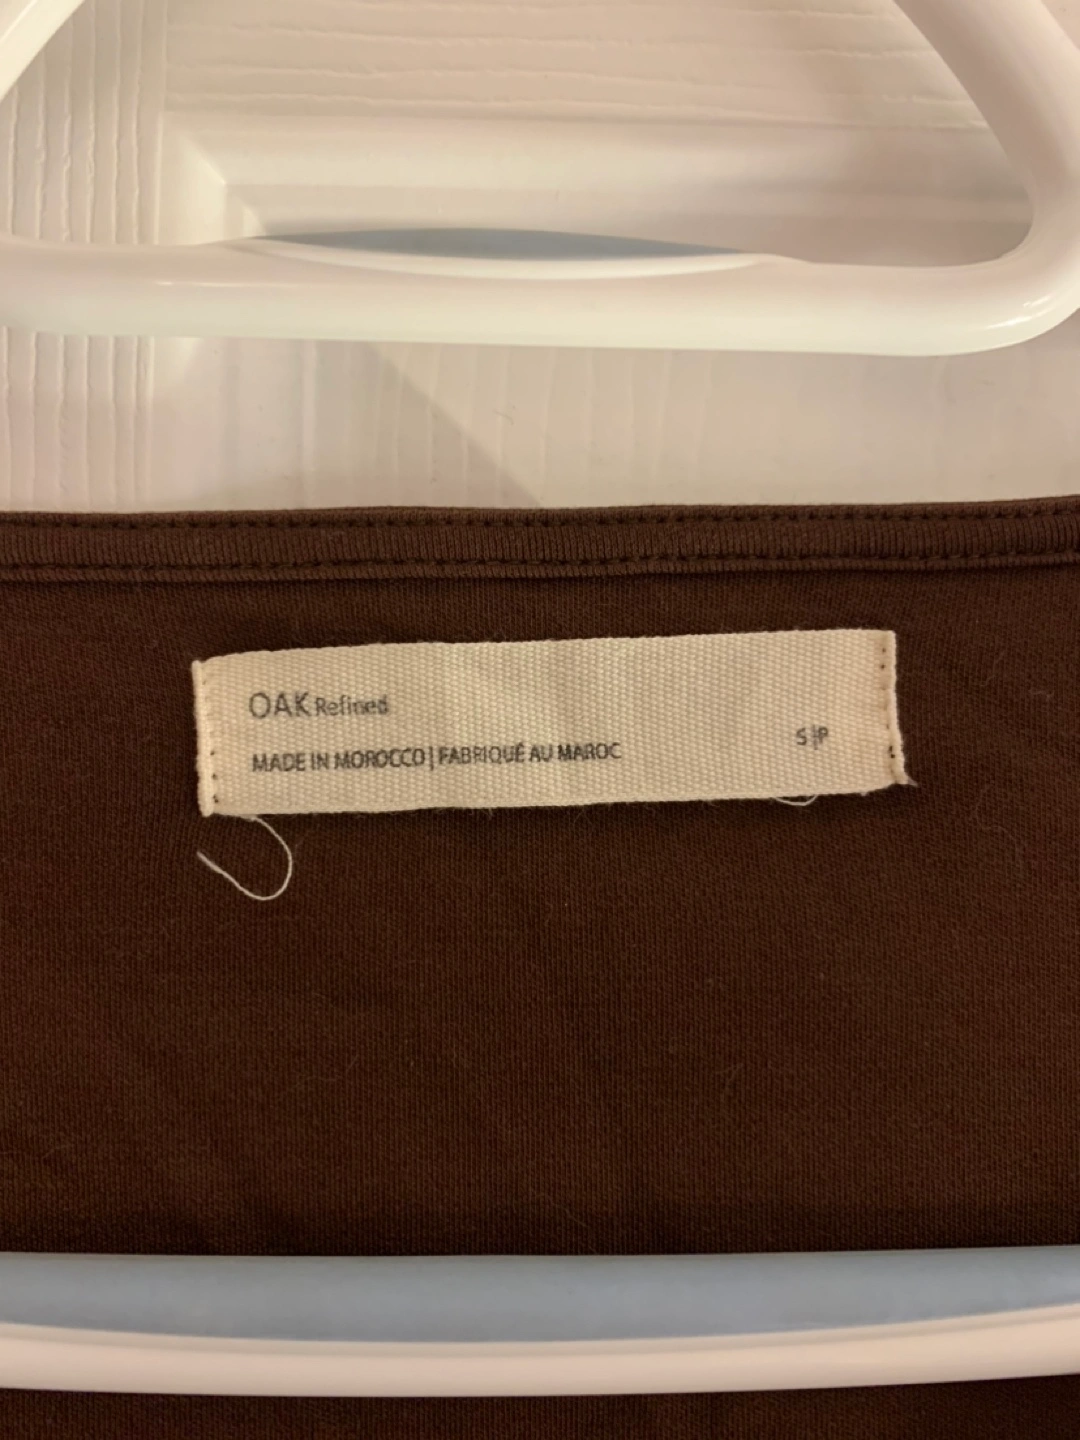 OAK Refined
MADE IN MOROCCO | FABRIQUÉ AU MAROC
S|P